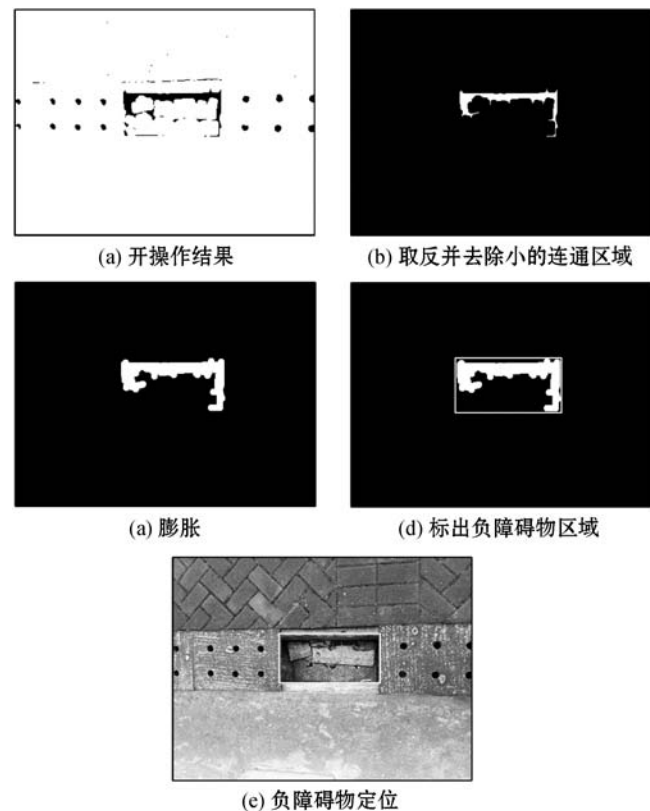 (a) 开操作结果
(b) 取反并去除小的连通区域
(a) 膨胀
(d) 标出负障碍物区域
(e) 负障碍物定位